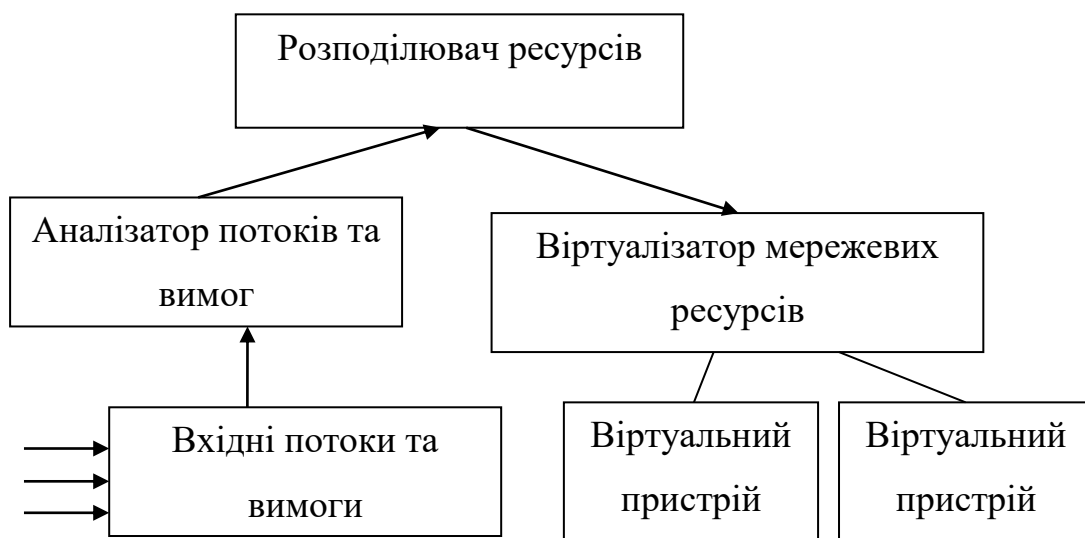 Розподілювач ресурсів
Аналізатор потоків та
вимог
Віртуалізатор мережевих
ресурсів
Вхідні потоки та
вимоги
Віртуальний
пристрій
Віртуальний
пристрій